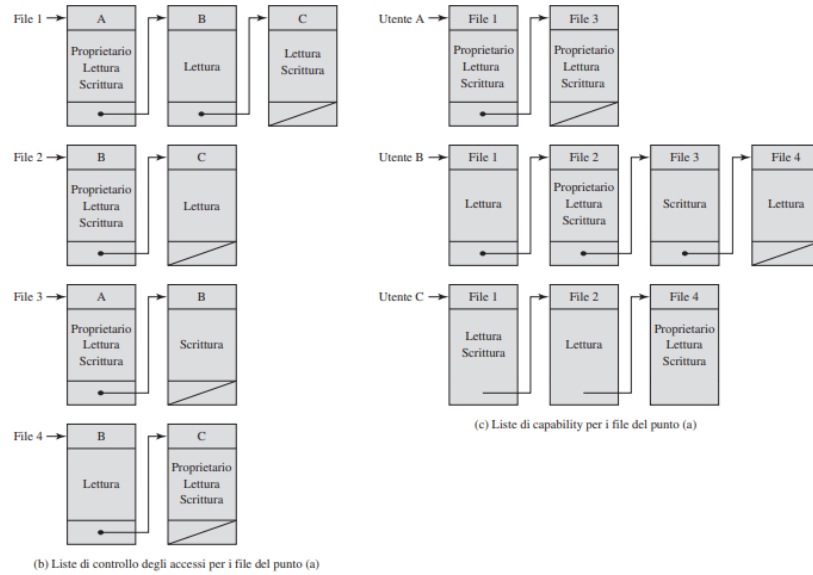 File 1
A
Proprietario
Lettura
Scrittura
B
Lettura
C
Lettura
Scrittura
File 2
B
Proprietario
Lettura
Scrittura
C
Lettura
File 3
A
Proprietario
Lettura
Scrittura
B
Scrittura
File 4
B
Lettura
C
Proprietario
Lettura
Scrittura
(b) Liste di controllo degli accessi per i file del punto (a)
Utente A
File 1
Proprietario
Lettura
Scrittura
File 3
Proprietario
Lettura
Scrittura
Utente B
File 1
Lettura
File 2
Proprietario
Lettura
Scrittura
File 3
Scrittura
File 4
Lettura
Utente C
File 1
Lettura
Scrittura
File 2
Lettura
File 4
Proprietario
Lettura
Scrittura
(c) Liste di capability per i file del punto (a)